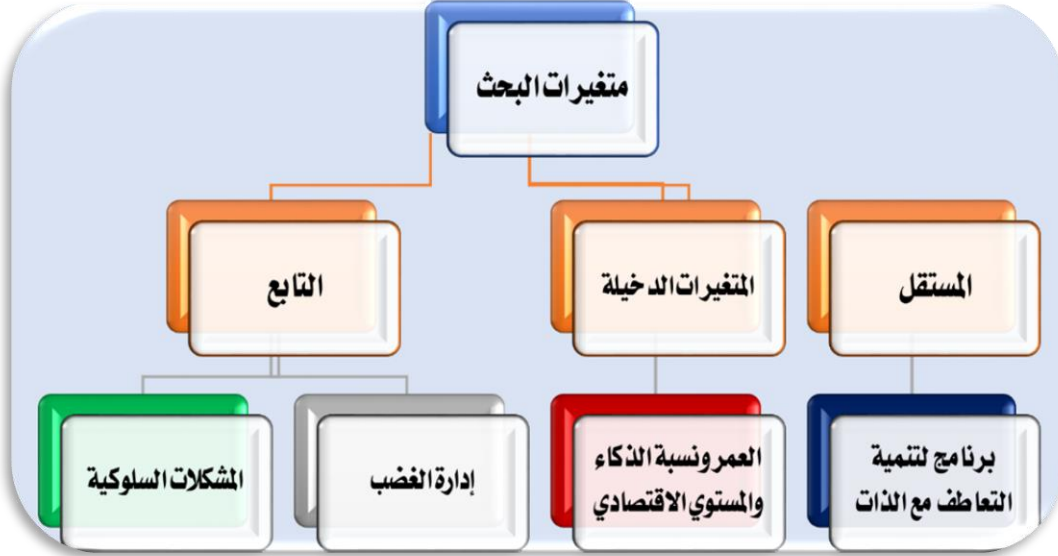 متغيرات البحث
المستقل
المتغيرات الدخيلة
التابع
برنامج لتنمية
التعاطف مع الذات
العمر ونسبة الذكاء
والمستوي الاقتصادي
إدارة الغضب
المشكلات السلوكية